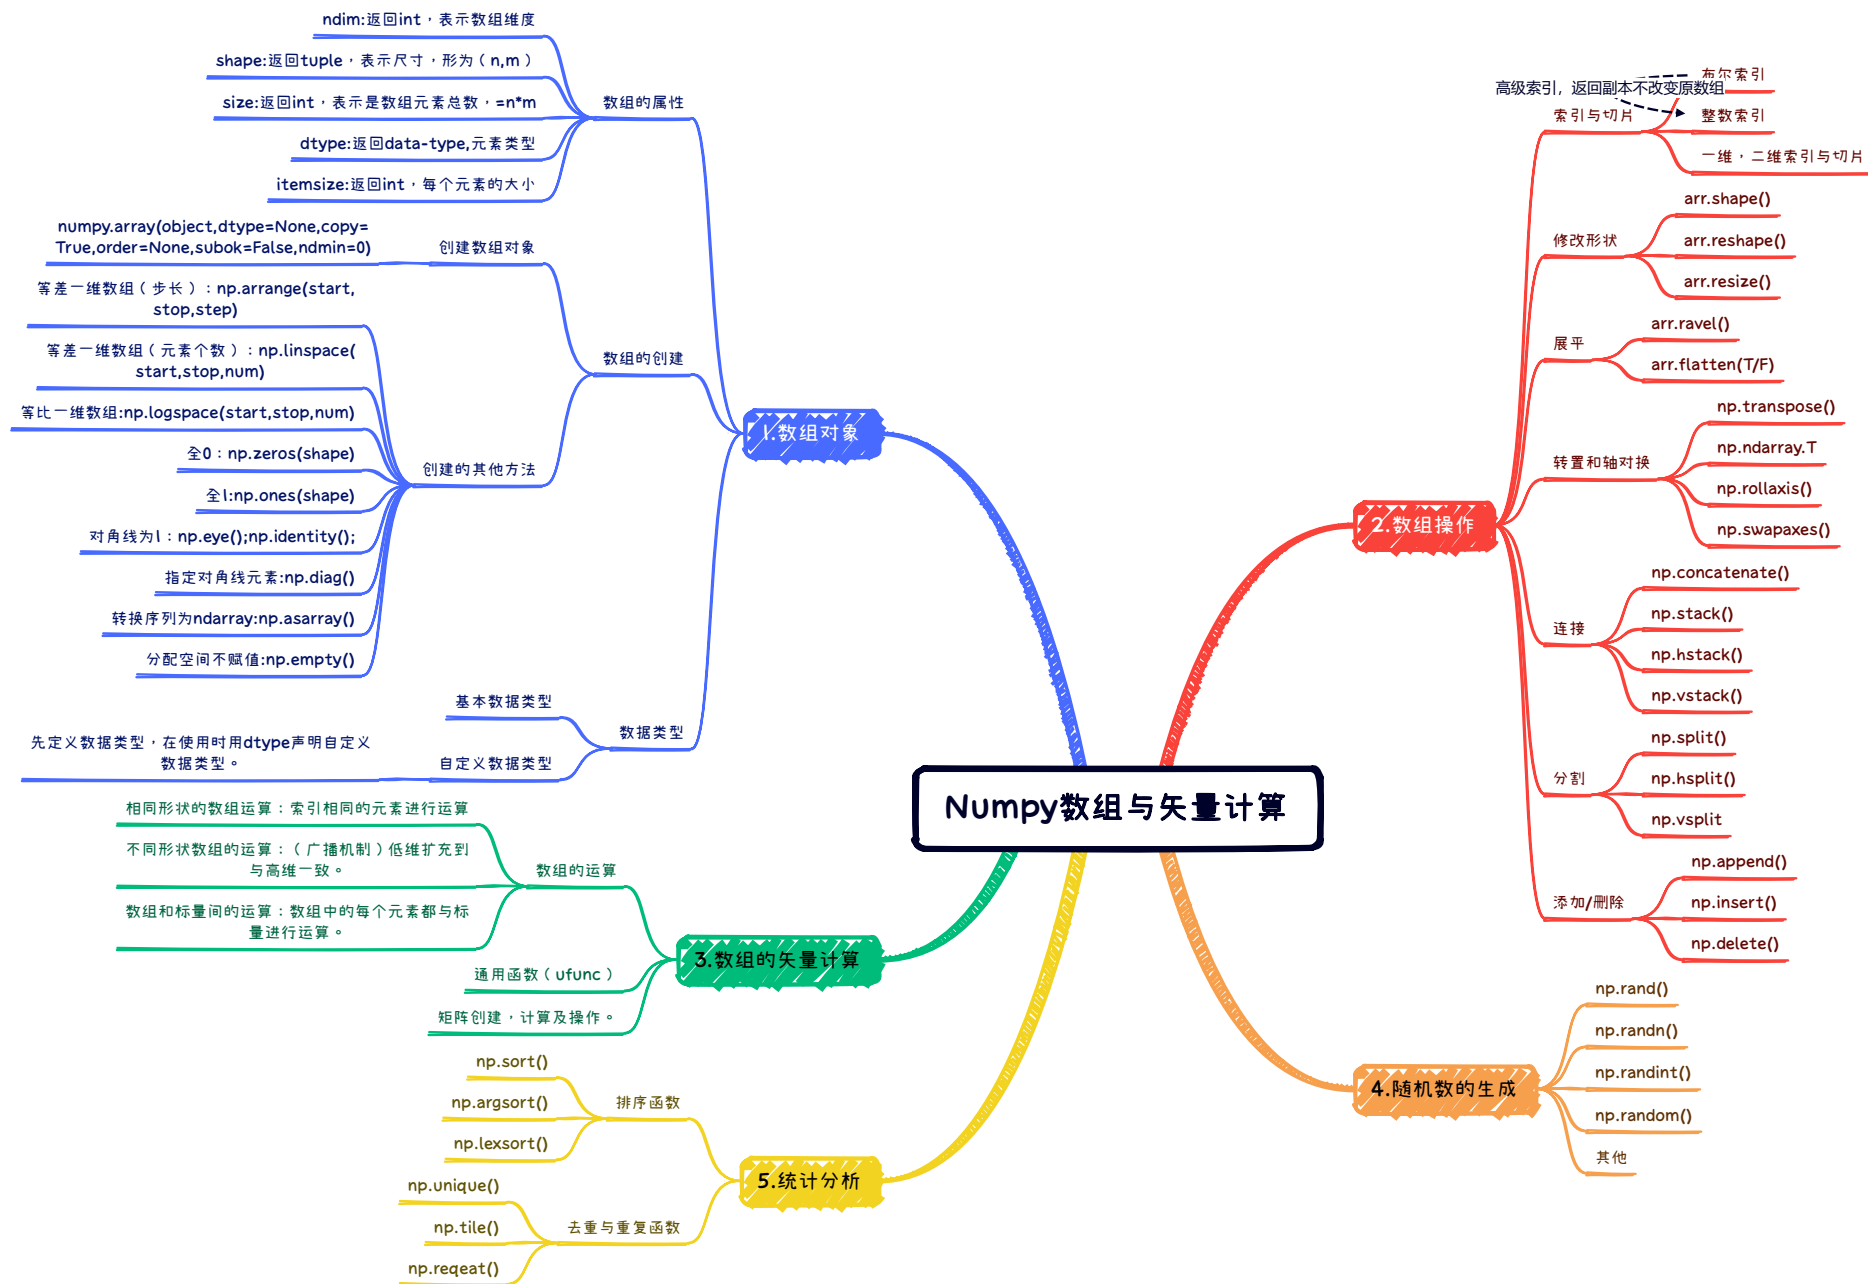 Numpy数组与矢量计算
1.数组对象
数组的属性
ndim:返回int，表示数组维度
shape:返回tuple，表示尺寸，形为（n,m）
size:返回int，表示是数组元素总数，=n*m
dtype:返回data-type,元素类型
itemsize:返回int，每个元素的大小
数组的创建
创建数组对象
numpy.array(object,dtype=None,copy=
True,order=None,subok=False,ndmin=0)
创建的其他方法
等差一维数组（步长）：np.arrange(start,
stop,step)
等差一维数组（元素个数）：np.linspace(
start,stop,num)
等比一维数组:np.logspace(start,stop,num)
全0：np.zeros(shape)
全1:np.ones(shape)
对角线为1：np.eye();np.identity();
指定对角线元素:np.diag()
转换序列为ndarray:np.asarray()
分配空间不赋值:np.empty()
数据类型
基本数据类型
自定义数据类型
先定义数据类型，在使用时用dtype声明自定义
数据类型。
2.数组操作
索引与切片
布尔索引
高级索引，返回副本不改变原数组
整数索引
一维，二维索引与切片
修改形状
arr.shape()
arr.reshape()
arr.resize()
展平
arr.ravel()
arr.flatten(T/F)
转置和轴对换
np.transpose()
np.ndarray.T
np.rollaxis()
np.swapaxes()
连接
np.concatenate()
np.stack()
np.hstack()
np.vstack()
分割
np.split()
np.hsplit()
np.vsplit
添加/删除
np.append()
np.insert()
np.delete()
3.数组的矢量计算
数组的运算
相同形状的数组运算：索引相同的元素进行运算
不同形状数组的运算：（广播机制）低维扩充到
与高维一致。
数组和标量间的运算：数组中的每个元素都与标
量进行运算。
通用函数（ufunc）
矩阵创建，计算及操作。
4.随机数的生成
np.rand()
np.randn()
np.randint()
np.random()
其他
5.统计分析
排序函数
np.sort()
np.argsort()
np.lexsort()
去重与重复函数
np.unique()
np.tile()
np.reqeat()